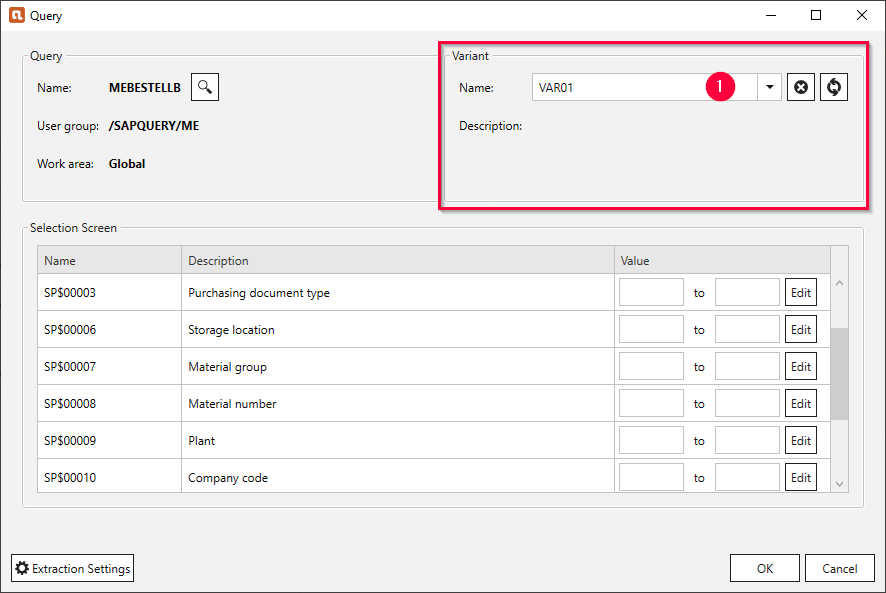 Query
Query
Name: MEBESTELLB
User group: /SAPQUERY/ME
Work area: Global
Variant
Name: VAR01 1
Description:
Selection Screen
Name Description Value
SP$00003 Purchasing document type to Edit
SP$00006 Storage location to Edit
SP$00007 Material group to Edit
SP$00008 Material number to Edit
SP$00009 Plant to Edit
SP$00010 Company code to Edit
Extraction Settings OK Cancel